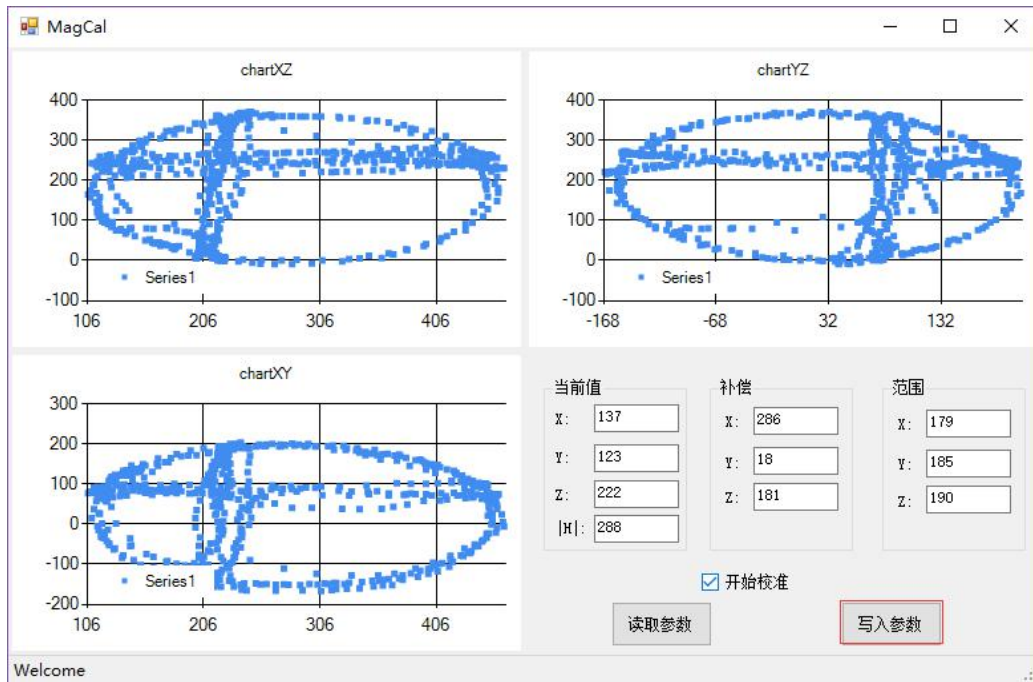 MagCal
chartXZ
400
300
200
100
0
-100
Series1
106 206 306 406
chartYZ
400
300
200
100
0
-100
Series1
-168 -68 32 132
chartXY
300
200
100
0
-100
-200
Series1
106 206 306 406
当前值
X: 137
Y: 123
Z: 222
|H|: 288
补偿
X: 286
Y: 18
Z: 181
范围
X: 179
Y: 185
Z: 190
开始校准
读取参数 写入参数
Welcome